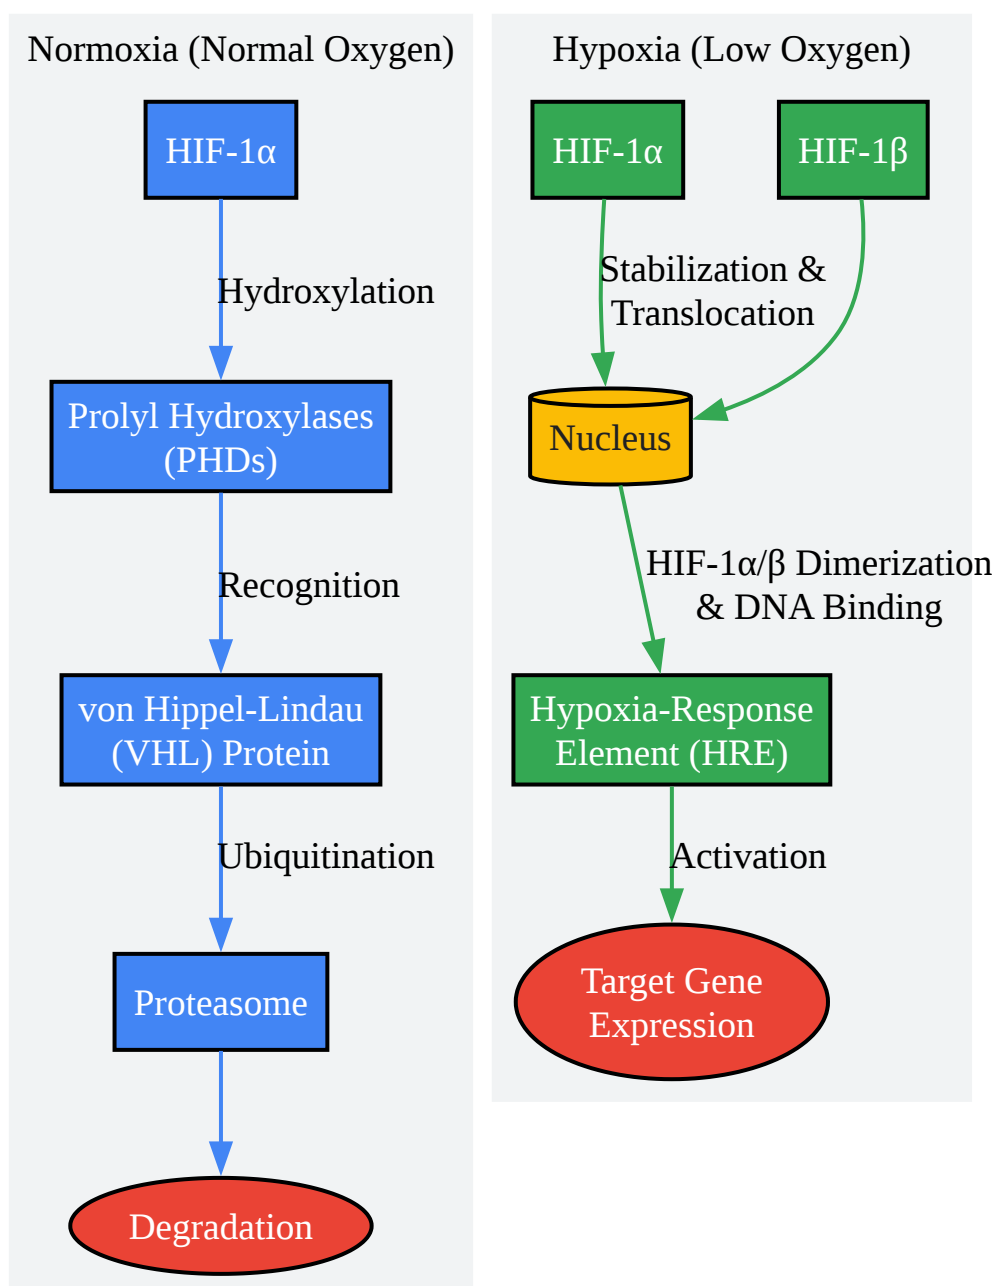 Normoxia (Normal Oxygen)
HIF-1α
Hydroxylation
Prolyl Hydroxylases
(PHDs)
Recognition
von Hippel-Lindau
(VHL) Protein
Ubiquitination
Proteasome
Degradation
Hypoxia (Low Oxygen)
HIF-1α
HIF-1β
Stabilization &
Translocation
Nucleus
HIF-1α/β Dimerization
& DNA Binding
Hypoxia-Response
Element (HRE)
Activation
Target Gene
Expression